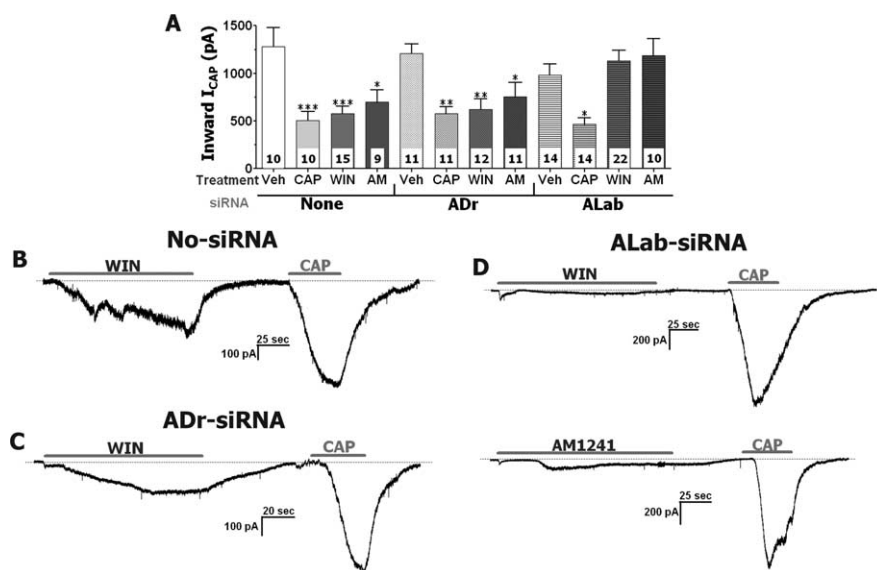 A
Inward I_CAP (pA)
1500
1000
500
0
*** *** * ** ** * *
10 10 15 9 11 11 12 11 14 14 22 10
Treatment Veh CAP WIN AM Veh CAP WIN AM Veh CAP WIN AM
siRNA None ADr ALab
No-siRNA
B
WIN
CAP
25 sec
100 pA
ADr-siRNA
C
WIN
CAP
20 sec
100 pA
ALab-siRNA
D
WIN
CAP
25 sec
200 pA
AM1241
CAP
25 sec
200 pA